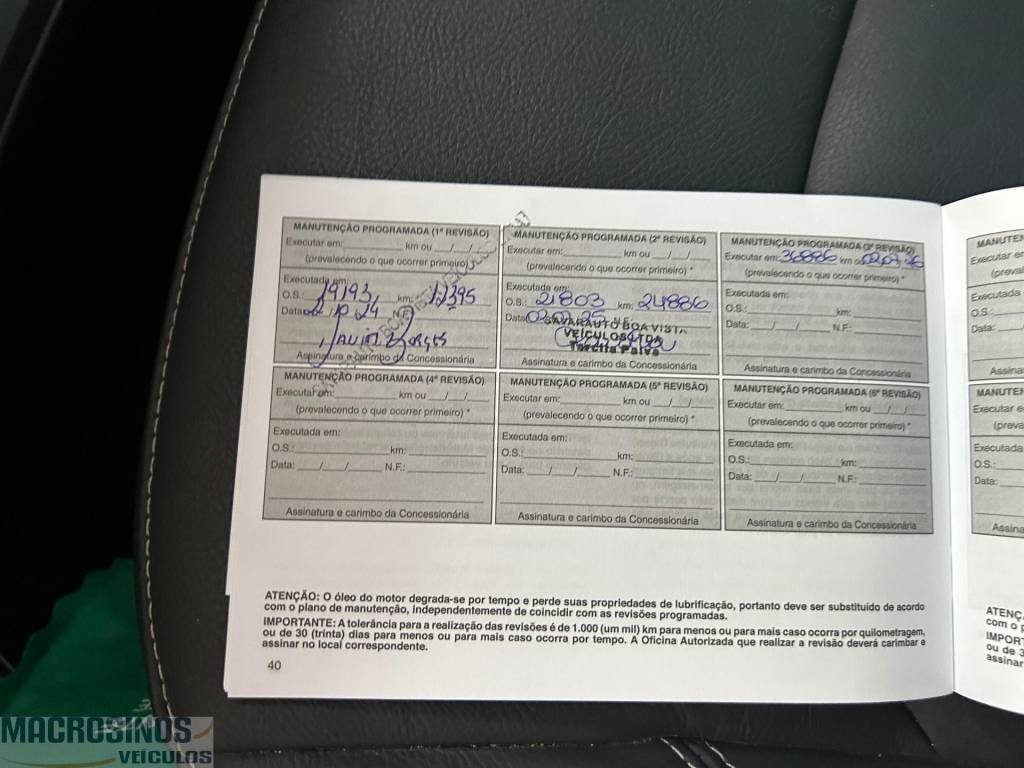 MANUTENÇÃO PROGRAMADA (1ª REVISÃO)
Executar em: km ou / /
(prevalecendo o que ocorrer primeiro) *
Executada em:
O.S.: 19193 km: 12395
Data: 02 10 24 N.F.:
Assinatura e carimbo da Concessionária
MANUTENÇÃO PROGRAMADA (2ª REVISÃO)
Executar em: km ou / /
(prevalecendo o que ocorrer primeiro) *
Executada em:
O.S.: 21803 km: 24886
Data: N.F.:
SAVARAUTO BOA VISTA
VEÍCULOS LTDA
Assinatura e carimbo da Concessionária
MANUTENÇÃO PROGRAMADA (3ª REVISÃO)
Executar em: 36886 km ou
(prevalecendo o que ocorrer primeiro) *
Executada em:
O.S.: km:
Data: / / N.F.:
Assinatura e carimbo da Concessionária
MANUTENÇÃO PROGRAMADA (4ª REVISÃO)
Executar em: km ou / /
(prevalecendo o que ocorrer primeiro) *
Executada em:
O.S.: km:
Data: / / N.F.:
Assinatura e carimbo da Concessionária
MANUTENÇÃO PROGRAMADA (5ª REVISÃO)
Executar em: km ou / /
(prevalecendo o que ocorrer primeiro) *
Executada em:
O.S.: km:
Data: / / N.F.:
Assinatura e carimbo da Concessionária
MANUTENÇÃO PROGRAMADA (6ª REVISÃO)
Executar em: km ou / /
(prevalecendo o que ocorrer primeiro) *
Executada em:
O.S.: km:
Data: / / N.F.:
Assinatura e carimbo da Concessionária
ATENÇÃO: O óleo do motor degrada-se por tempo e perde suas propriedades de lubrificação, portanto deve ser substituído de acordo
com o plano de manutenção, independentemente de coincidir com as revisões programadas.
IMPORTANTE: A tolerância para a realização das revisões é de 1.000 (um mil) km para menos ou para mais caso ocorra por quilometragem,
ou de 30 (trinta) dias para menos ou para mais caso ocorra por tempo. A Oficina Autorizada que realizar a revisão deverá carimbar e
assinar no local correspondente.
40
MACROSINOS
VEÍCULOS